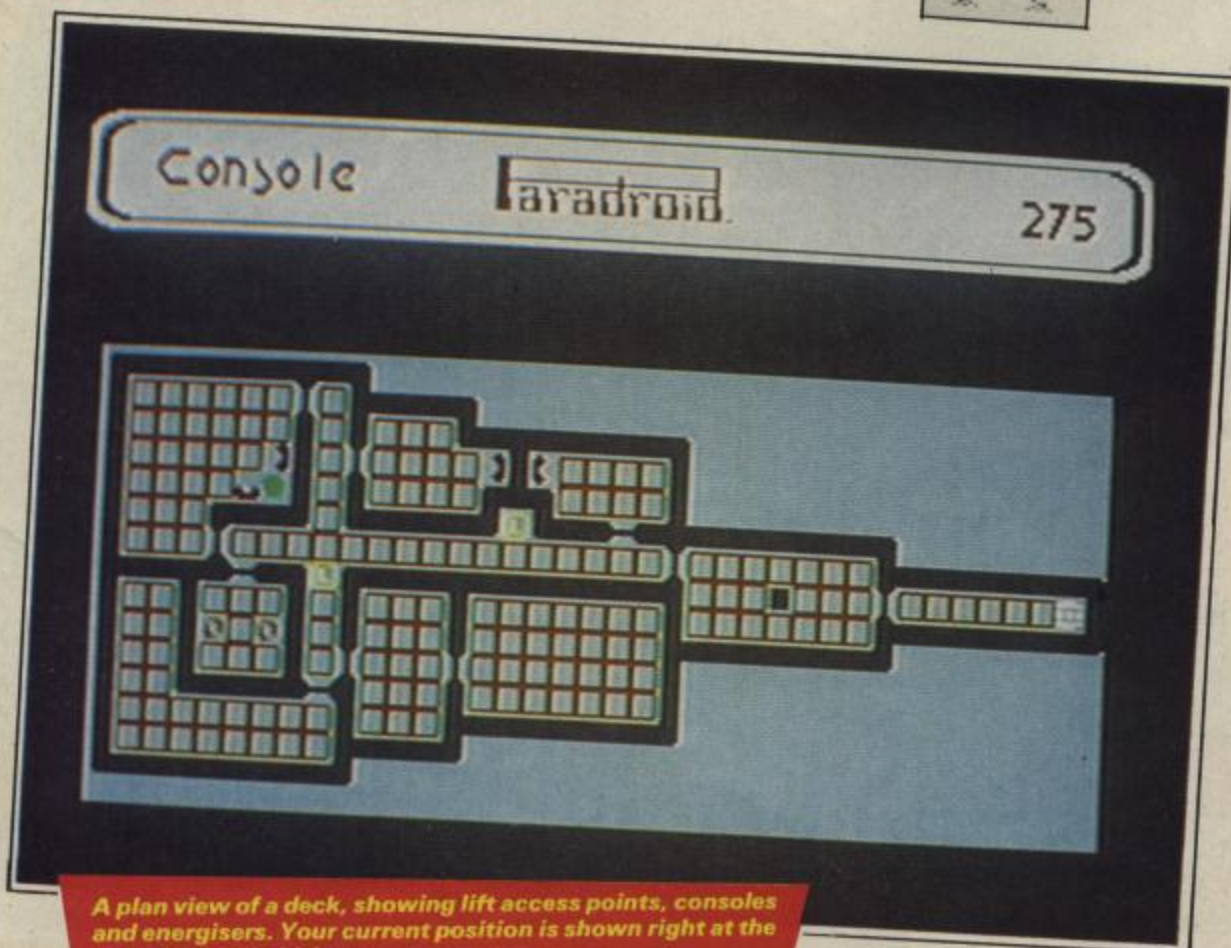 Console
Paradroid
275
A plan view of a deck, showing lift access points, consoles
and energisers. Your current position is shown right at the